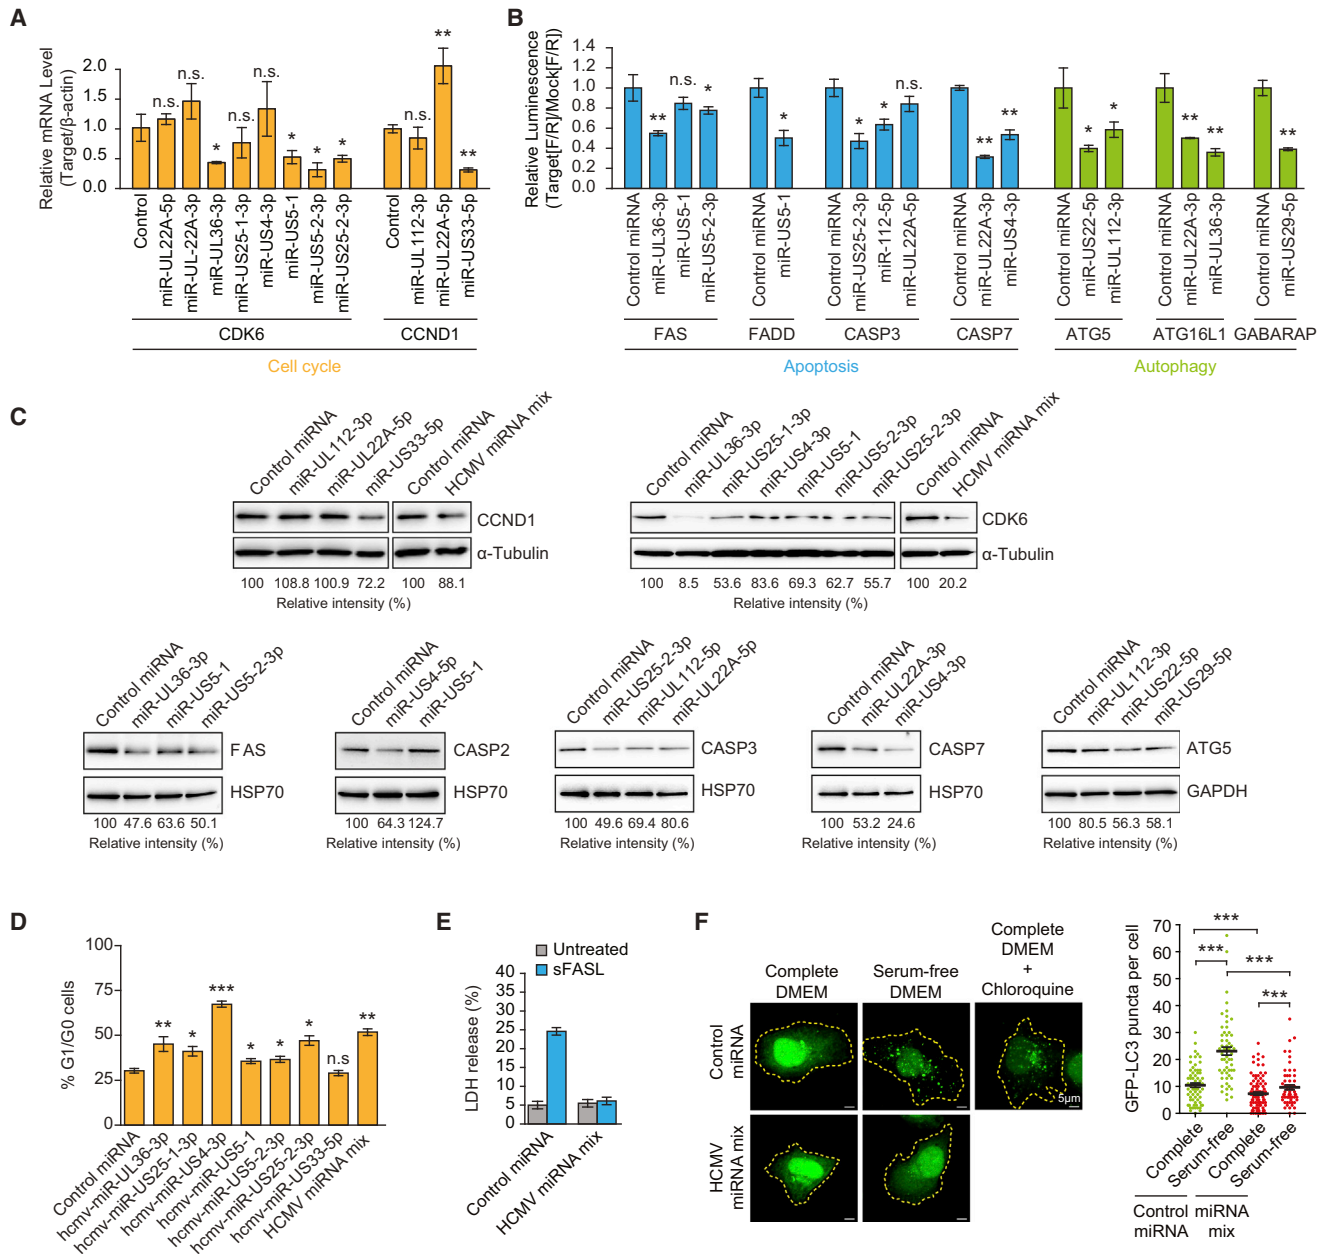 A
Relative mRNA Level
(Target/β-actin)
2.0
1.5
1.0
0.5
0.0
n.s.
n.s.
*
n.s.
n.s.
*
*
*
**
**
Control
miR-UL22A-5p
miR-UL-22A-3p
miR-UL36-3p
miR-US25-1-3p
miR-US4-3p
miR-US5-1
miR-US5-2-3p
miR-US25-2-3p
Control
miR-UL112-3p
miR-UL22A-5p
miR-US33-5p
CDK6
CCND1
Cell cycle
B
Relative Luminescence
(Target[F/R]/Mock[F/R])
1.4
1.2
1.0
0.8
0.6
0.4
0.2
0.0
**
n.s.
*
*
*
*
n.s.
**
**
*
*
**
**
**
Control miRNA
miR-UL36-3p
miR-US5-1
miR-US5-2-3p
Control miRNA
miR-US5-1
Control miRNA
miR-US25-2-3p
miR-112-5p
miR-UL22A-5p
Control miRNA
miR-UL22A-3p
miR-US4-3p
Control miRNA
miR-US22-5p
miR-UL112-3p
Control miRNA
miR-UL22A-3p
miR-UL36-3p
Control miRNA
miR-US29-5p
FAS
FADD
CASP3
CASP7
ATG5
ATG16L1
GABARAP
Apoptosis
Autophagy
C
Control miRNA
miR-UL112-3p
miR-UL22A-5p
miR-US33-5p
Control miRNA
HCMV miRNA mix
CCND1
α-Tubulin
100 108.8 100.9 72.2 100 88.1
Relative intensity (%)
Control miRNA
miR-UL36-3p
miR-US25-1-3p
miR-US4-3p
miR-US5-1
miR-US5-2-3p
miR-US25-2-3p
Control miRNA
HCMV miRNA mix
CDK6
α-Tubulin
100 8.5 53.6 83.6 69.3 62.7 55.7 100 20.2
Relative intensity (%)
Control miRNA
miR-UL36-3p
miR-US5-1
miR-US5-2-3p
FAS
HSP70
100 47.6 63.6 50.1
Relative intensity (%)
Control miRNA
miR-US4-5p
miR-US5-1
CASP2
HSP70
100 64.3 124.7
Relative intensity (%)
Control miRNA
miR-US25-2-3p
miR-UL112-5p
miR-UL22A-5p
CASP3
HSP70
100 49.6 69.4 80.6
Relative intensity (%)
Control miRNA
miR-UL22A-3p
miR-US4-3p
CASP7
HSP70
100 53.2 24.6
Relative intensity (%)
Control miRNA
miR-UL112-3p
miR-US22-5p
miR-US29-5p
ATG5
GAPDH
100 80.5 56.3 58.1
Relative intensity (%)
D
% G1/G0 cells
100
75
50
25
0
**
*
***
*
*
*
n.s
**
Control miRNA
hcmv-miR-UL36-3p
hcmv-miR-US25-1-3p
hcmv-miR-US4-3p
hcmv-miR-US5-1
hcmv-miR-US5-2-3p
hcmv-miR-US25-2-3p
hcmv-miR-US33-5p
HCMV miRNA mix
E
Untreated
sFASL
LDH release (%)
40
35
30
25
20
15
10
5
0
Control miRNA
HCMV miRNA mix
F
Complete
DMEM
Serum-free
DMEM
Complete
DMEM
+
Chloroquine
Control
miRNA
HCMV
miRNA mix
5µm
GFP-LC3 puncta per cell
70
60
50
40
30
20
10
0
***
***
***
***
Complete
Serum-free
Complete
Serum-free
Control
miRNA
miRNA
mix